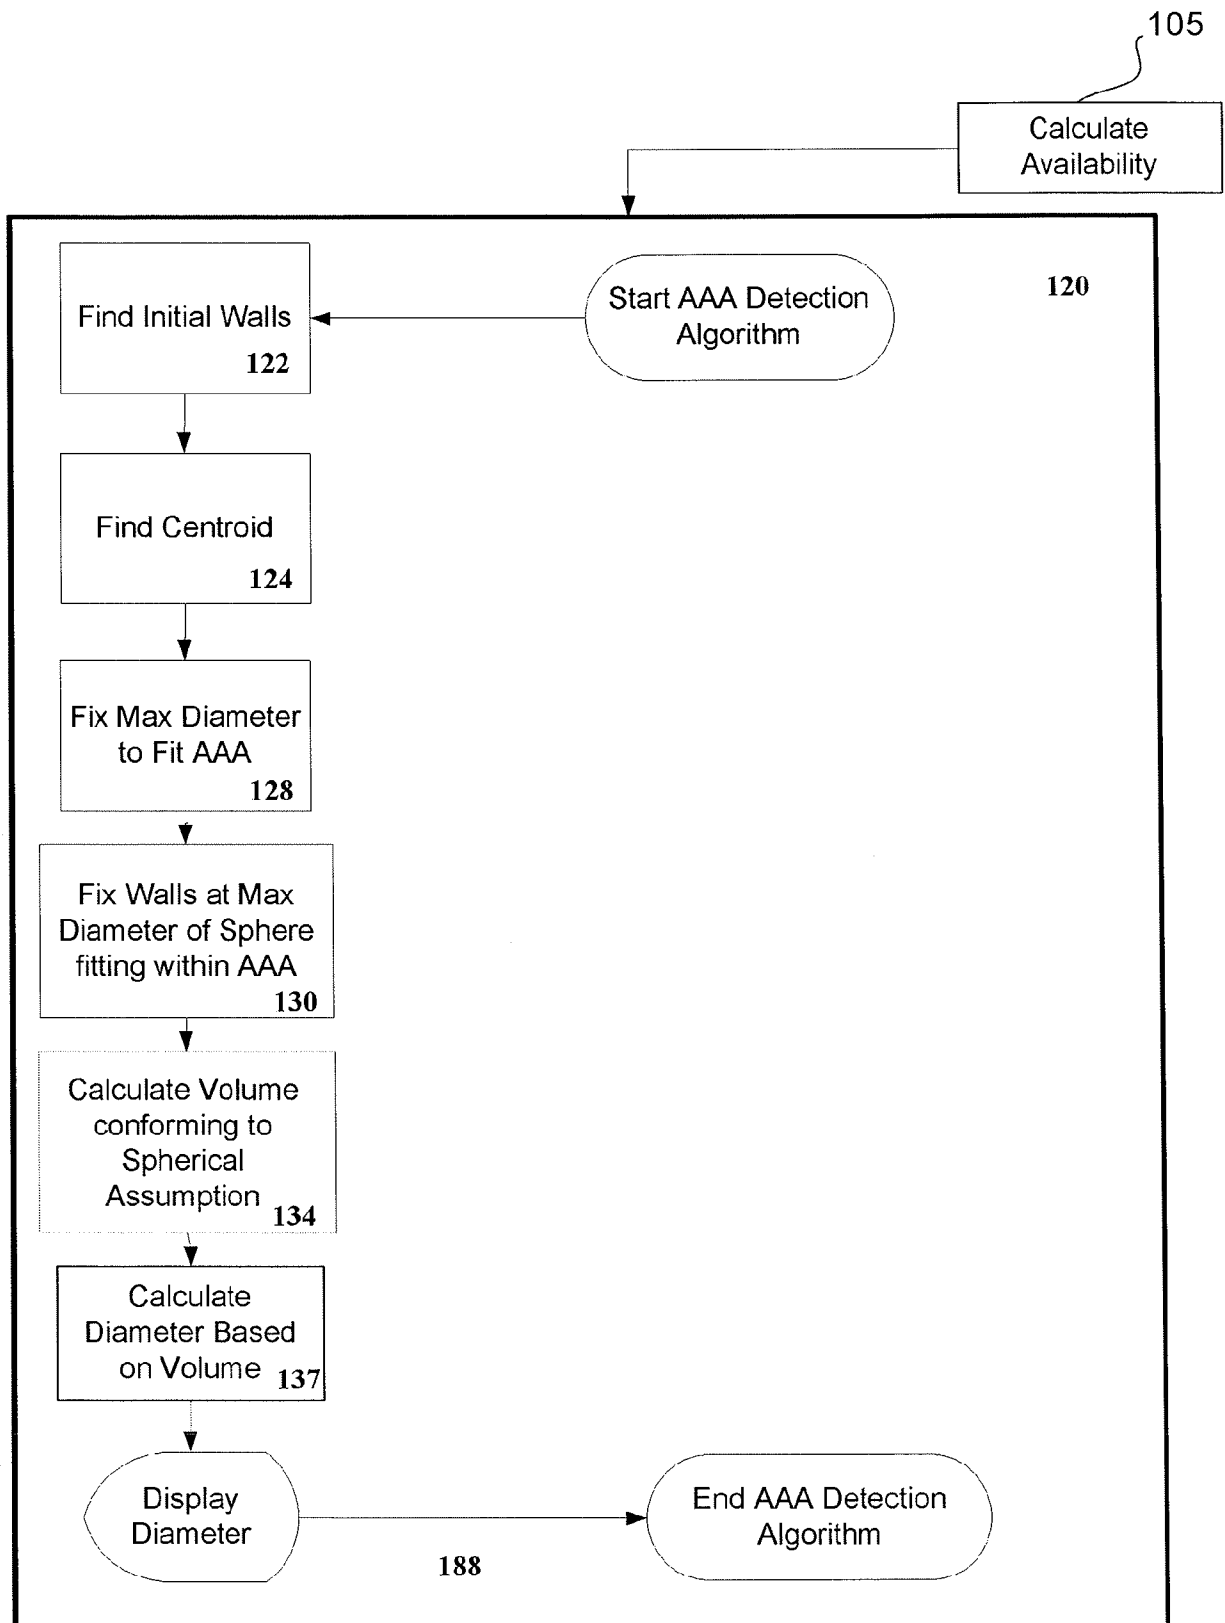 105
Calculate
Availability
120
Start AAA Detection
Algorithm
Find Initial Walls
122
Find Centroid
124
Fix Max Diameter
to Fit AAA
128
Fix Walls at Max
Diameter of Sphere
fitting within AAA
130
Calculate Volume
conforming to
Spherical
Assumption
134
Calculate
Diameter Based
on Volume
137
Display
Diameter
188
End AAA Detection
Algorithm